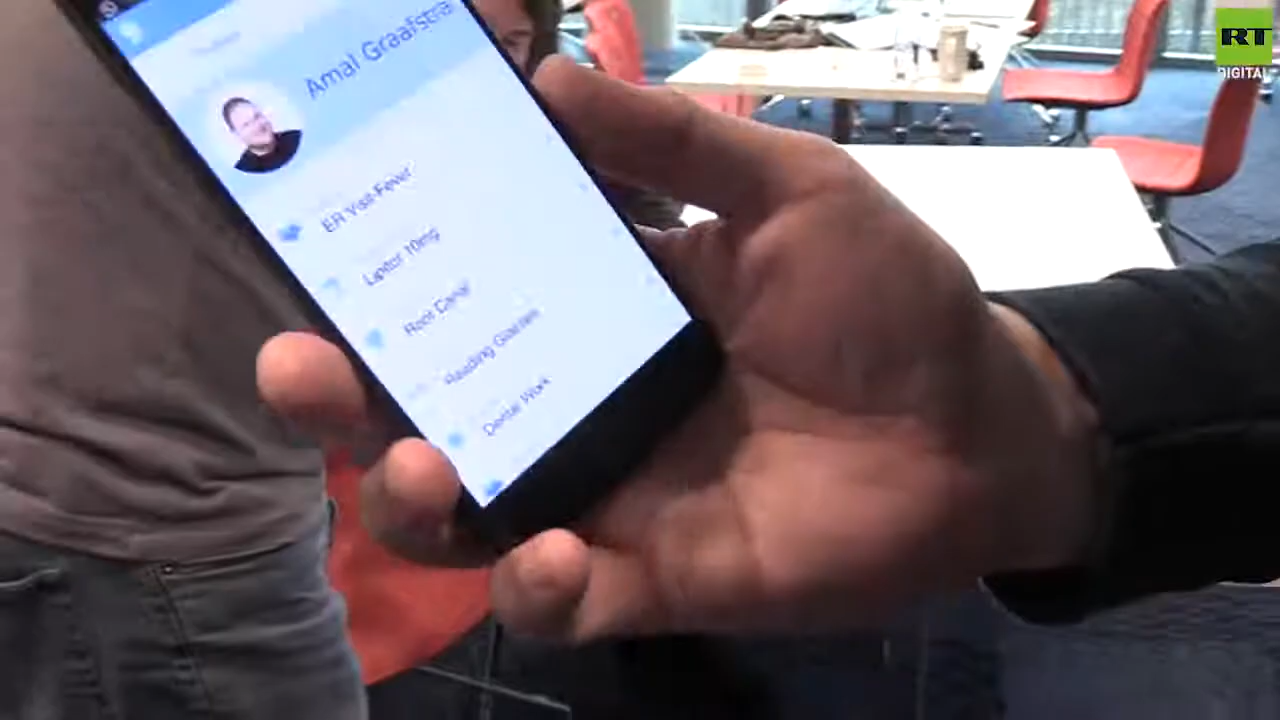 Amal Graafstra
ER Visit-Fever
Lipitor 10mg
Root Canal
Reading Glasses
Dental Work
RT
DIGITAL